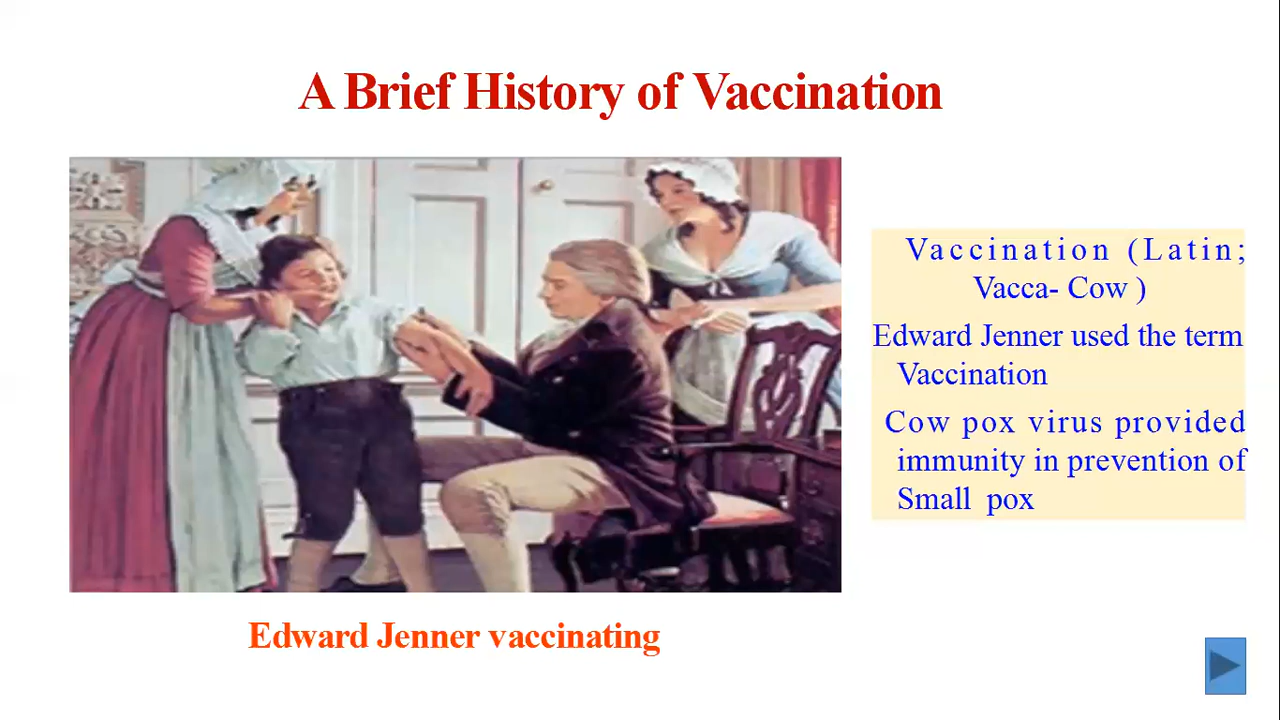 A Brief History of Vaccination
Vaccination (Latin;
Vacca- Cow )
Edward Jenner used the term
Vaccination
Cow pox virus provided
immunity in prevention of
Small pox
Edward Jenner vaccinating